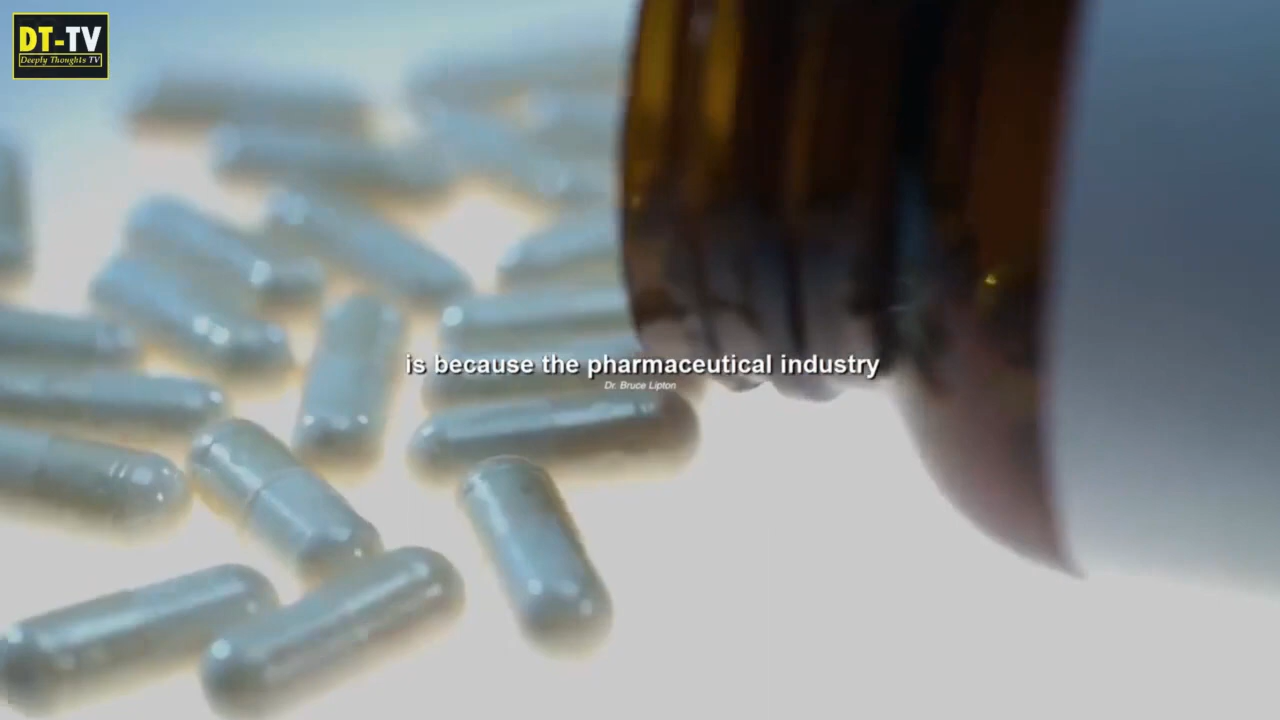 DT-TV
Deeply Thoughts TV
is because the pharmaceutical industry
Dr. Bruce Lipton